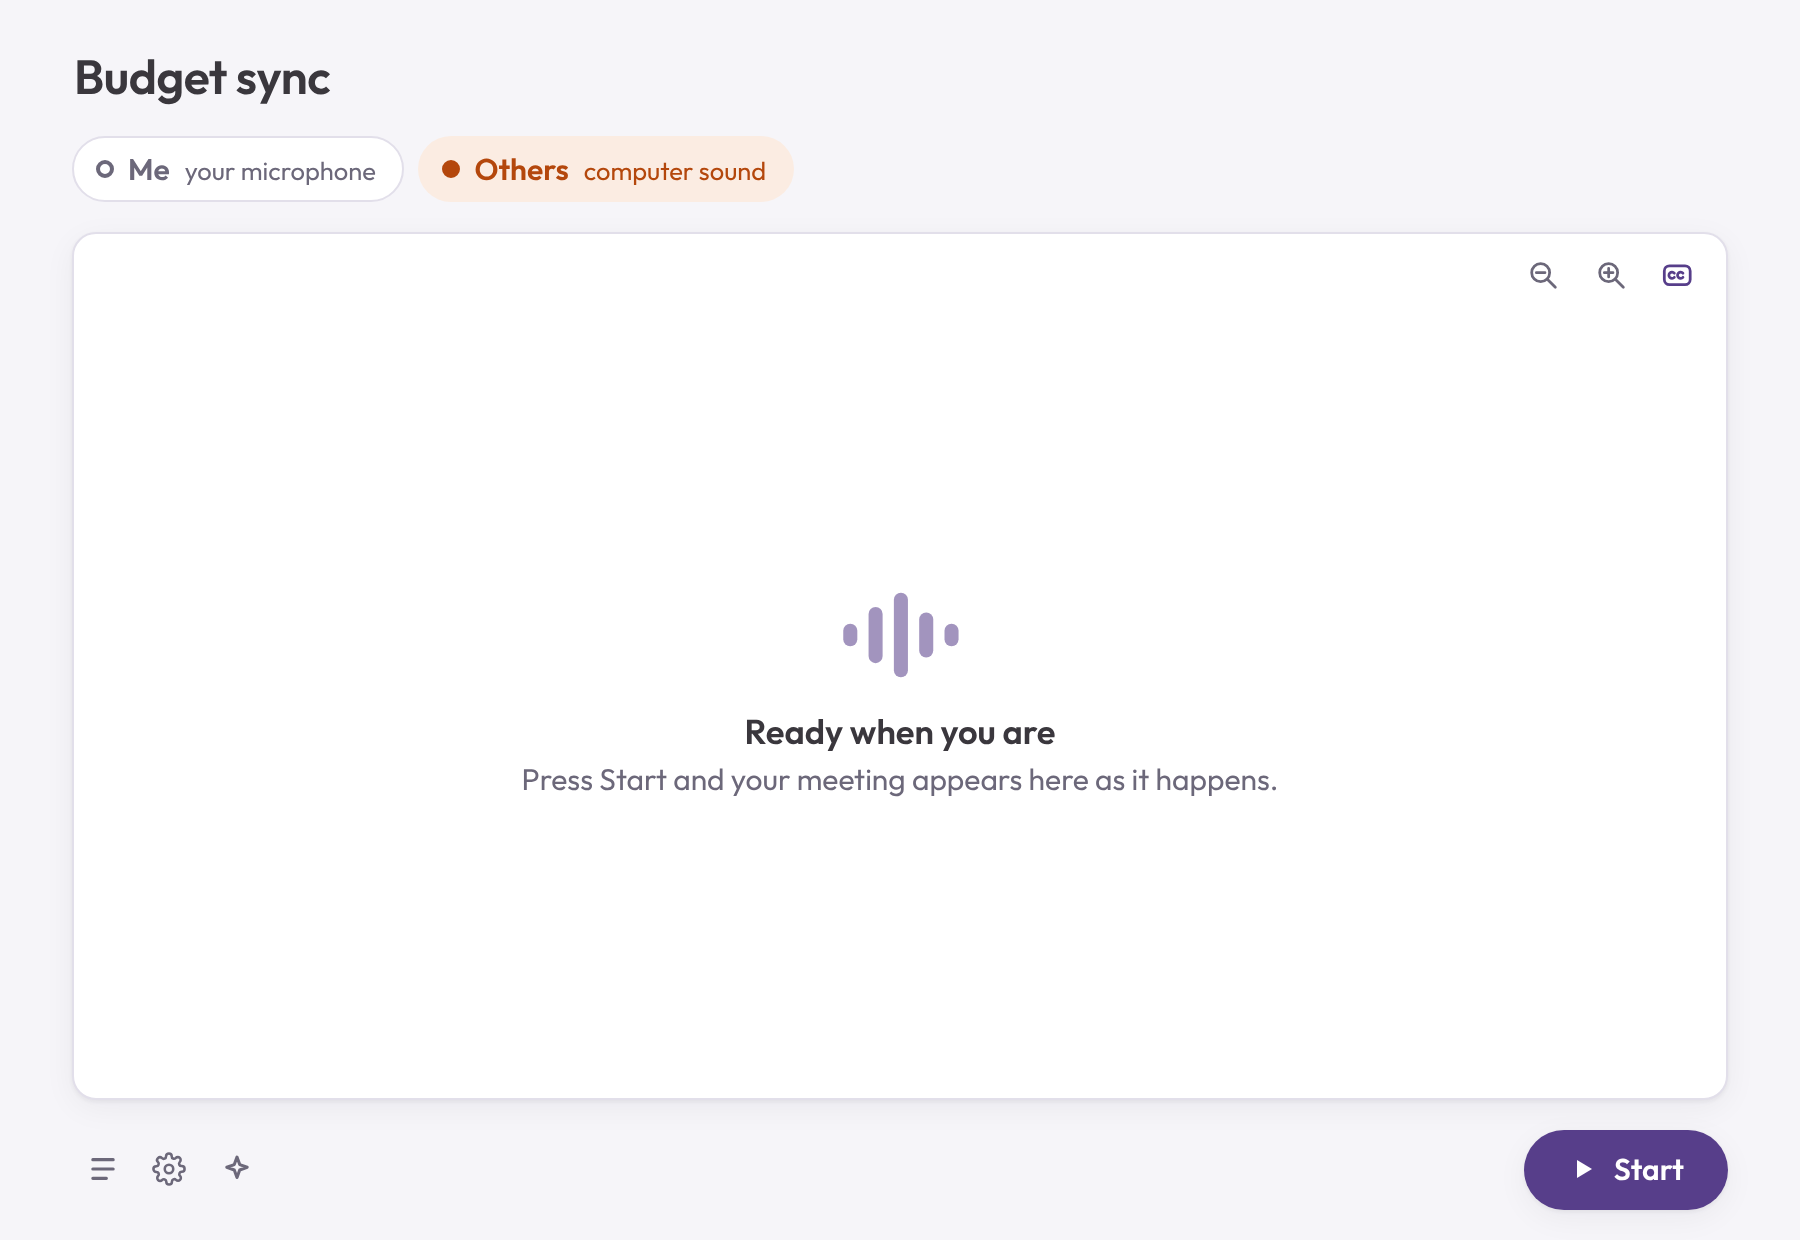 Budget sync
Me your microphone
Others computer sound
CC
Ready when you are
Press Start and your meeting appears here as it happens.
Start